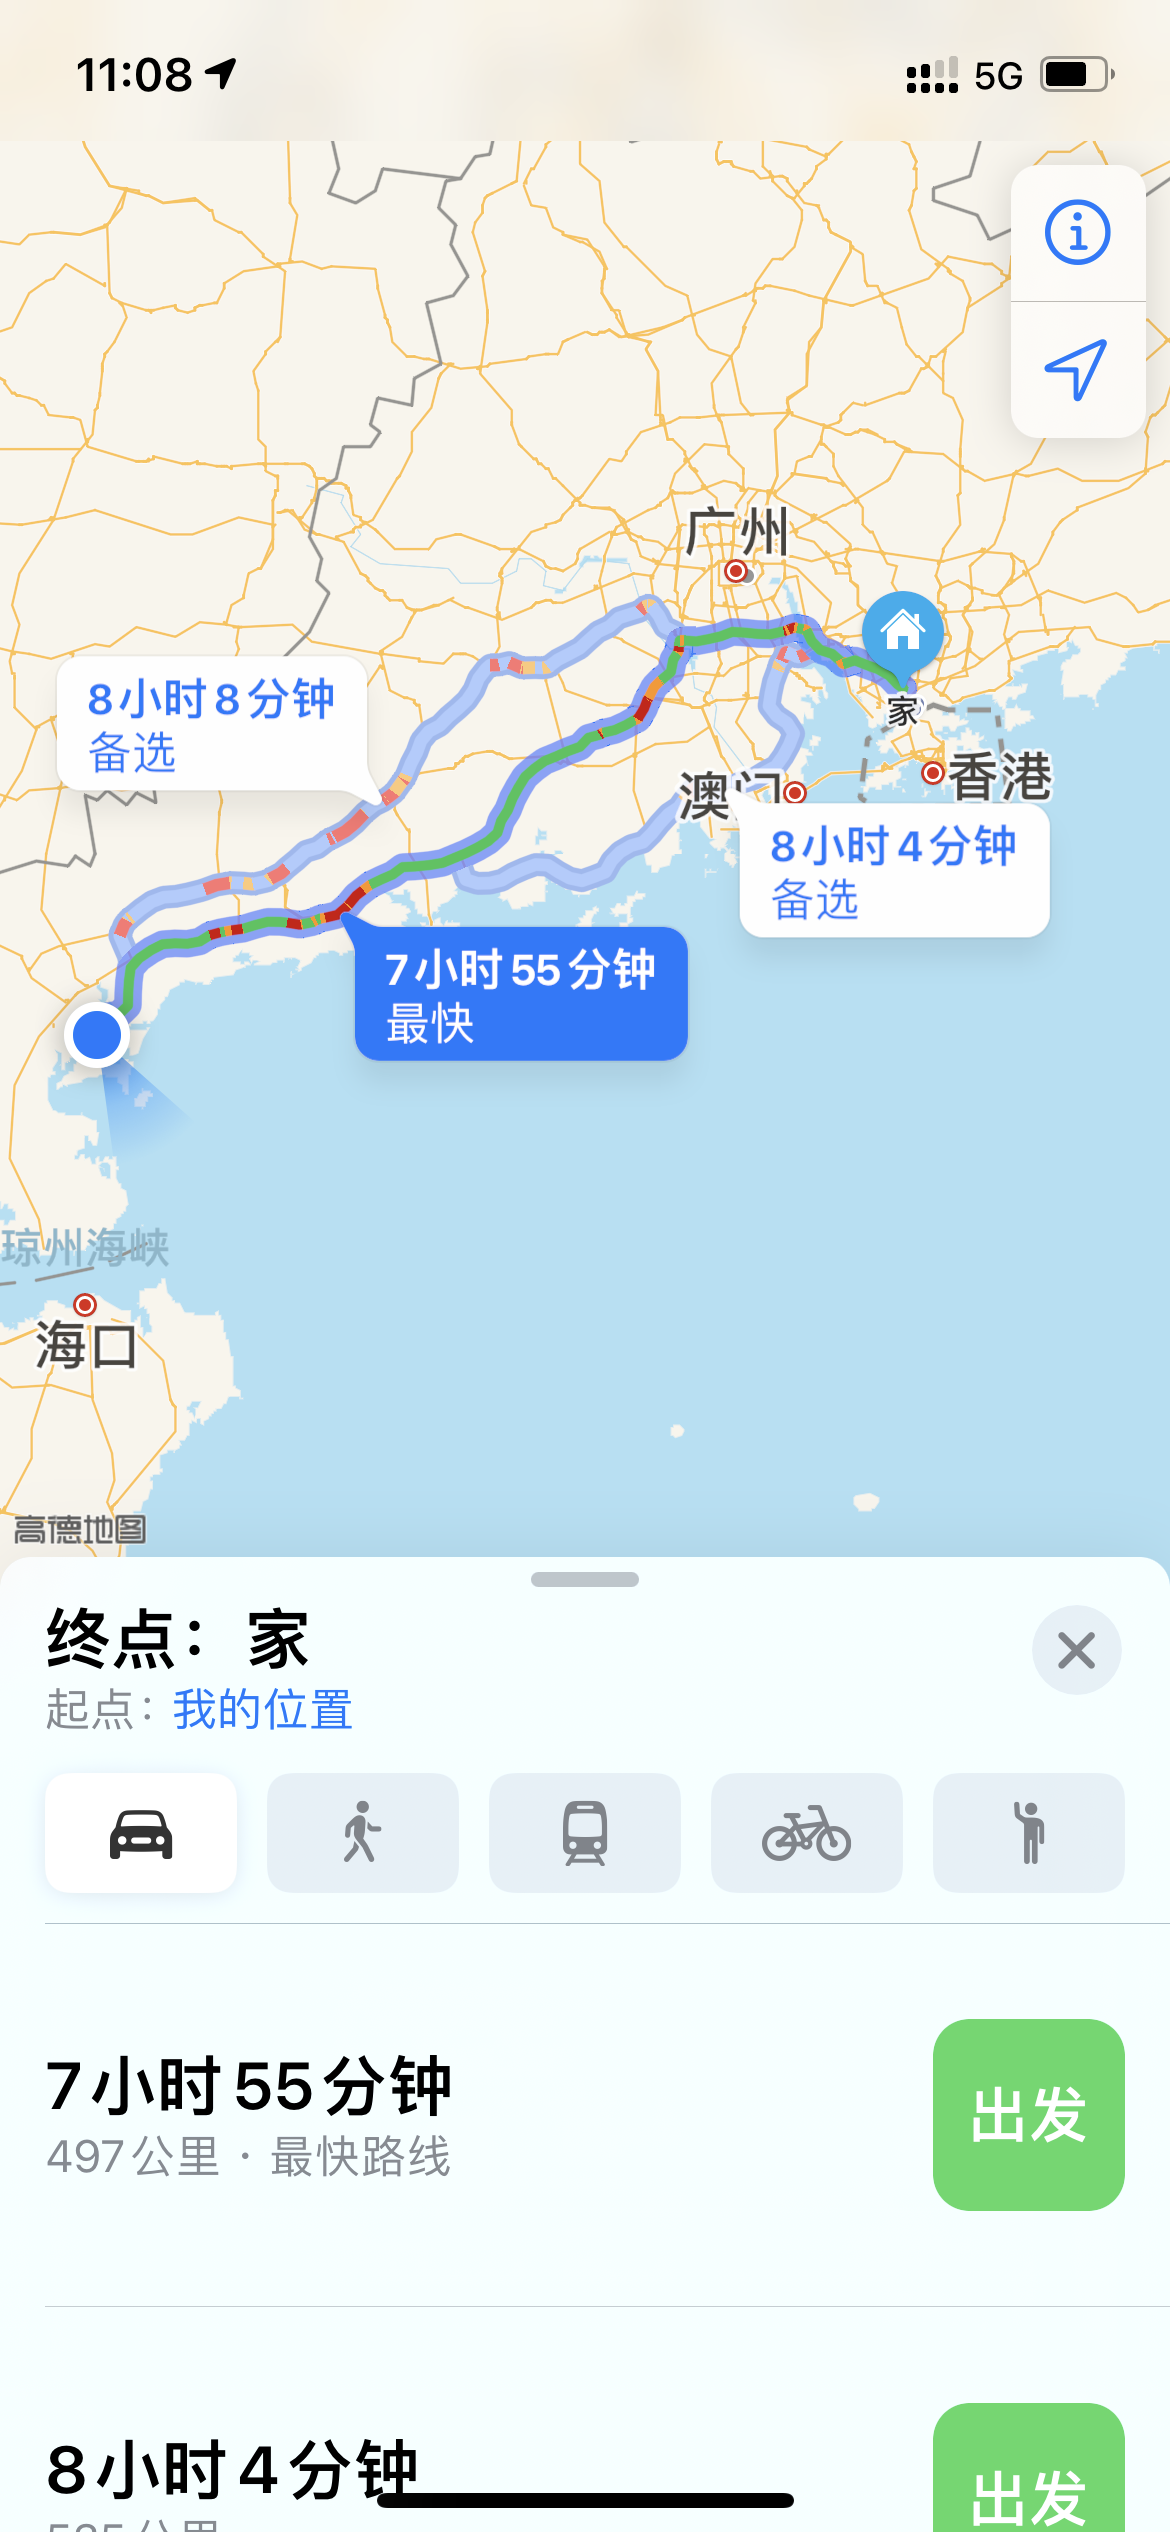 11:08
5G
广州
家
香港
澳门
8小时8分钟
备选
8小时4分钟
备选
7小时55分钟
最快
琼州海峡
海口
高德地图
终点：家
起点：我的位置
7小时55分钟
497公里 · 最快路线
出发
8小时4分钟
出发